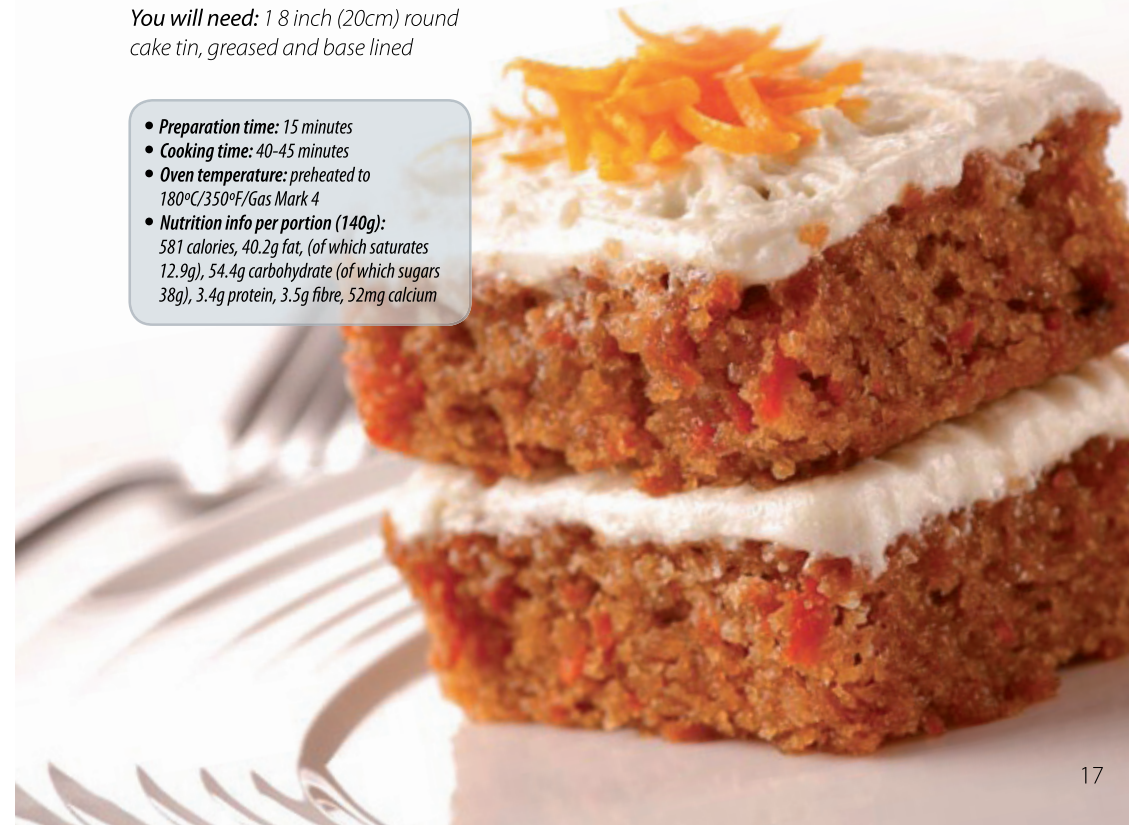 You will need: 1 8 inch (20cm) round
cake tin, greased and base lined
• Preparation time: 15 minutes
• Cooking time: 40-45 minutes
• Oven temperature: preheated to
180ºC/350ºF/Gas Mark 4
• Nutrition info per portion (140g):
581 calories, 40.2g fat, (of which saturates
12.9g), 54.4g carbohydrate (of which sugars
38g), 3.4g protein, 3.5g fibre, 52mg calcium
17